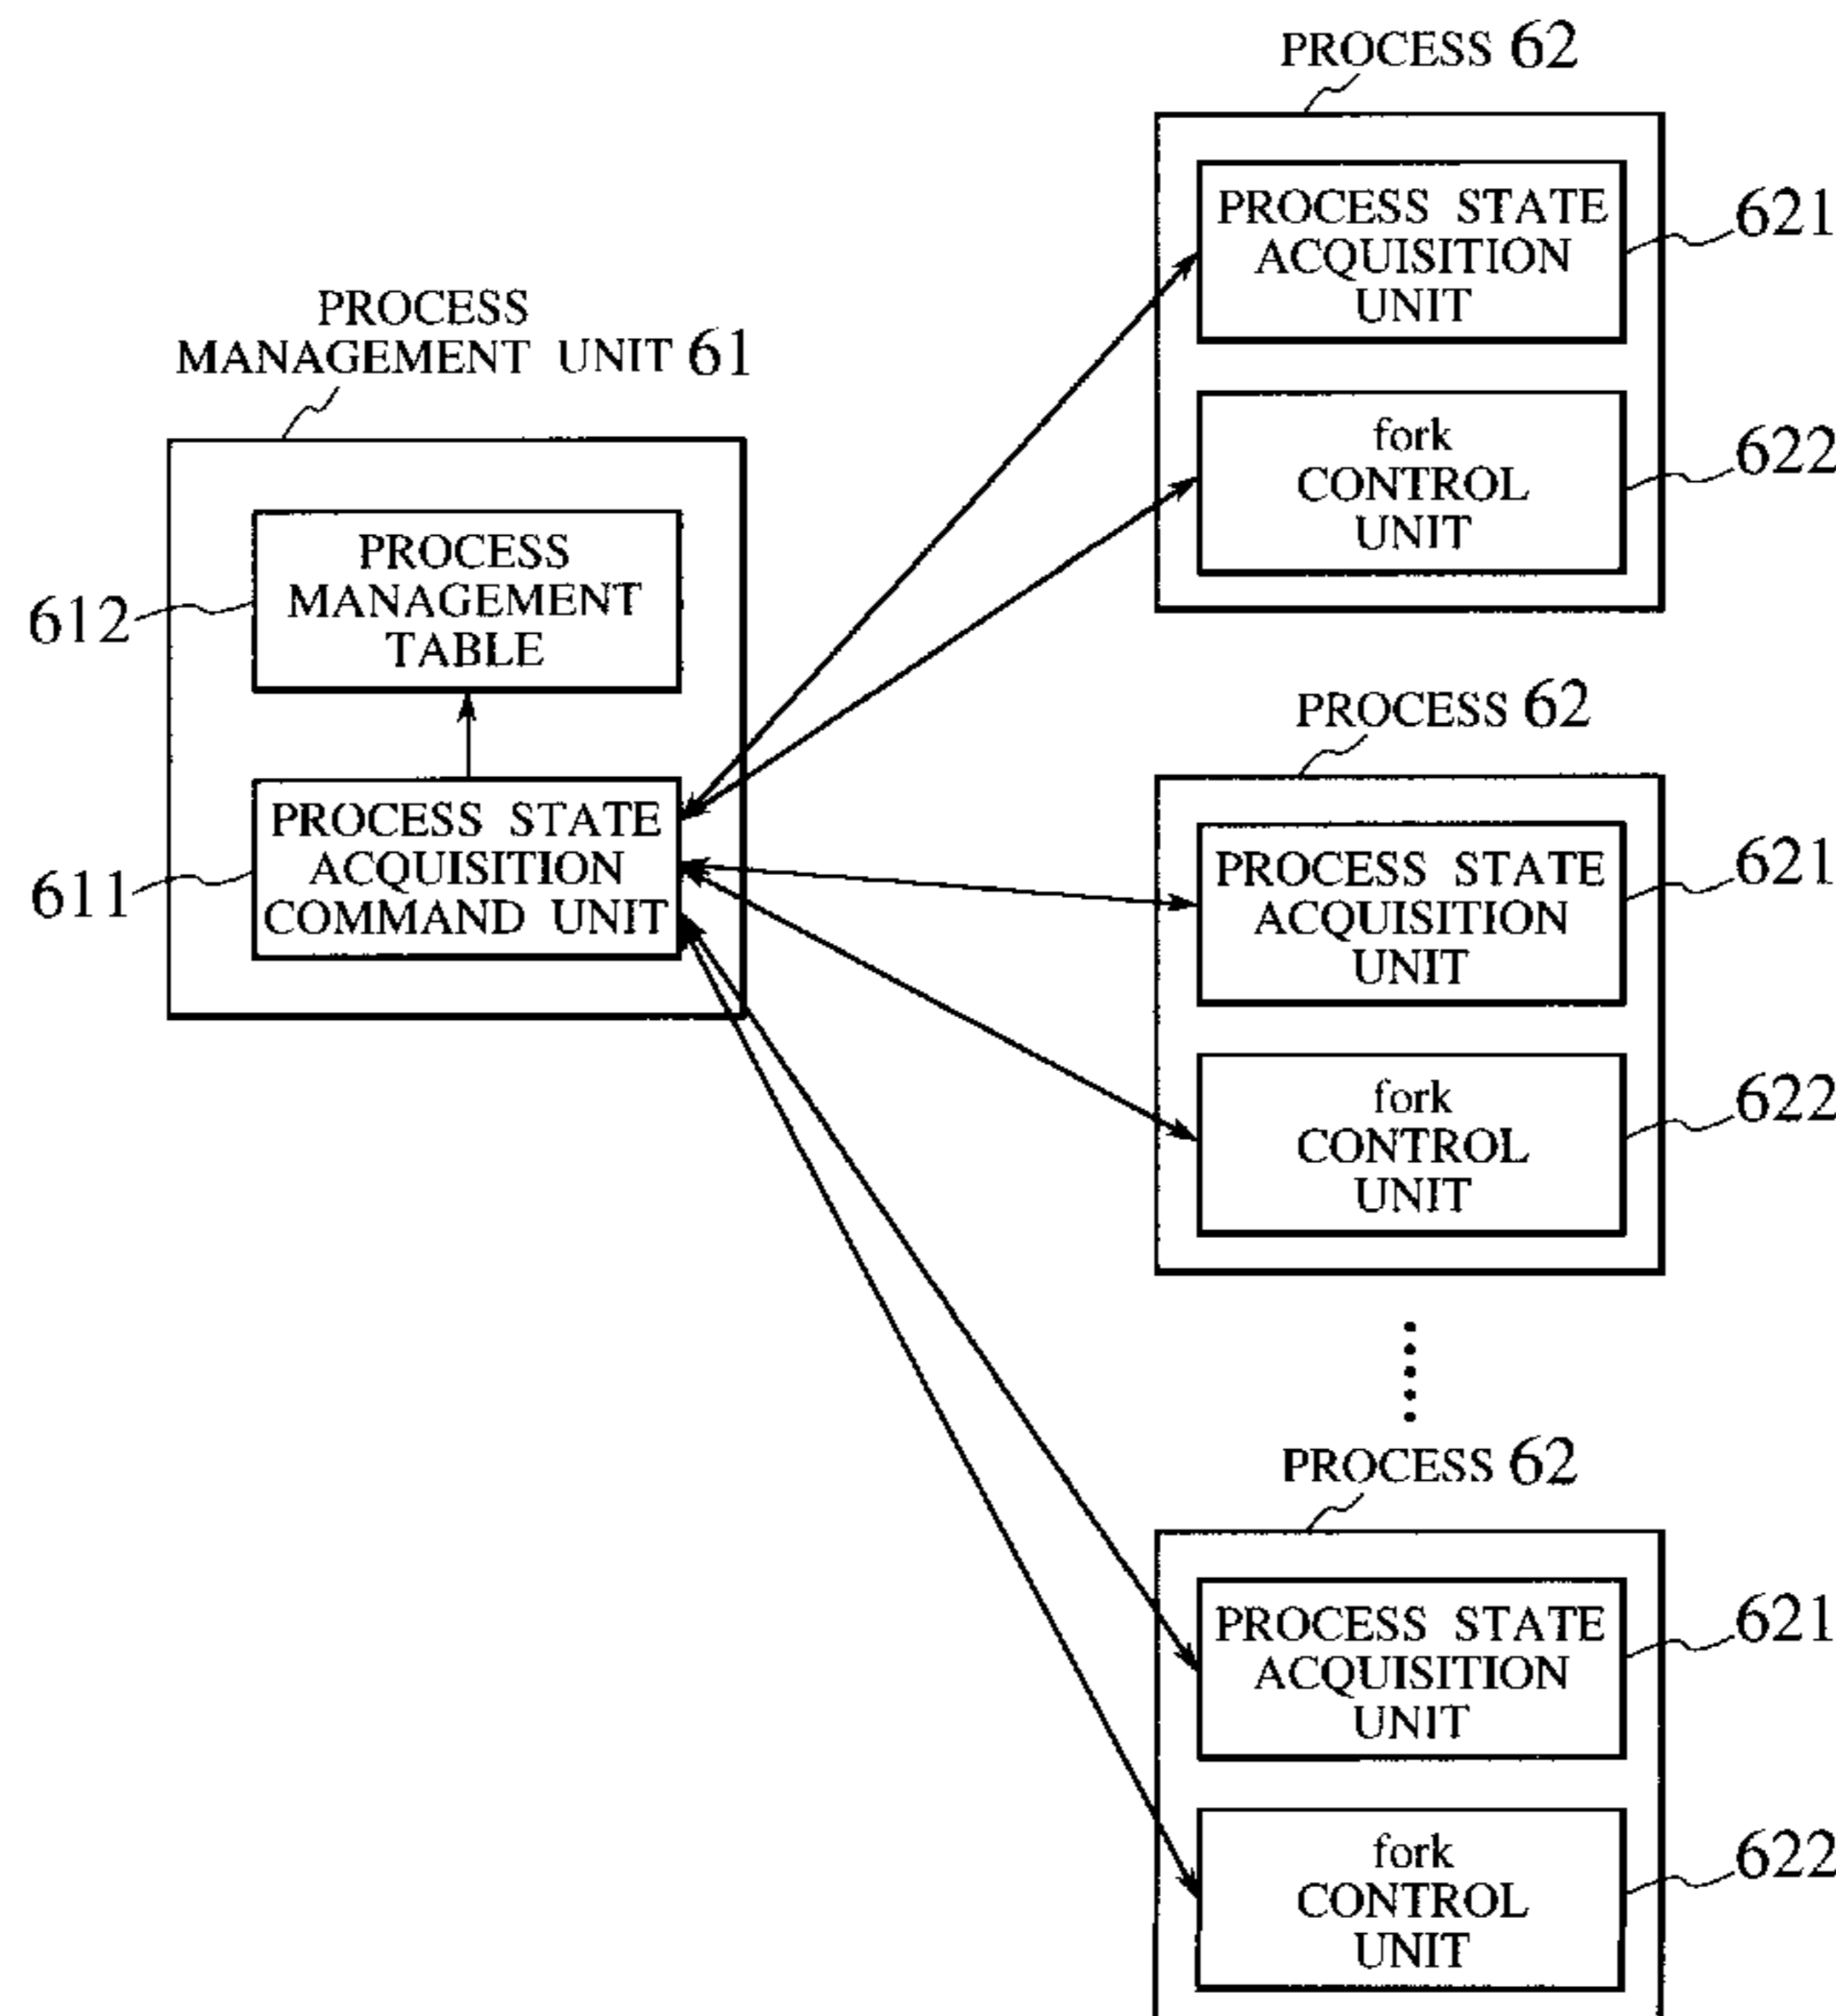 PROCESS 62
PROCESS STATE
ACQUISITION
UNIT
621
fork
CONTROL
UNIT
622
PROCESS
MANAGEMENT UNIT 61
PROCESS
MANAGEMENT
TABLE
612
PROCESS STATE
ACQUISITION
COMMAND UNIT
611
PROCESS 62
PROCESS STATE
ACQUISITION
UNIT
621
fork
CONTROL
UNIT
622
PROCESS 62
PROCESS STATE
ACQUISITION
UNIT
621
fork
CONTROL
UNIT
622